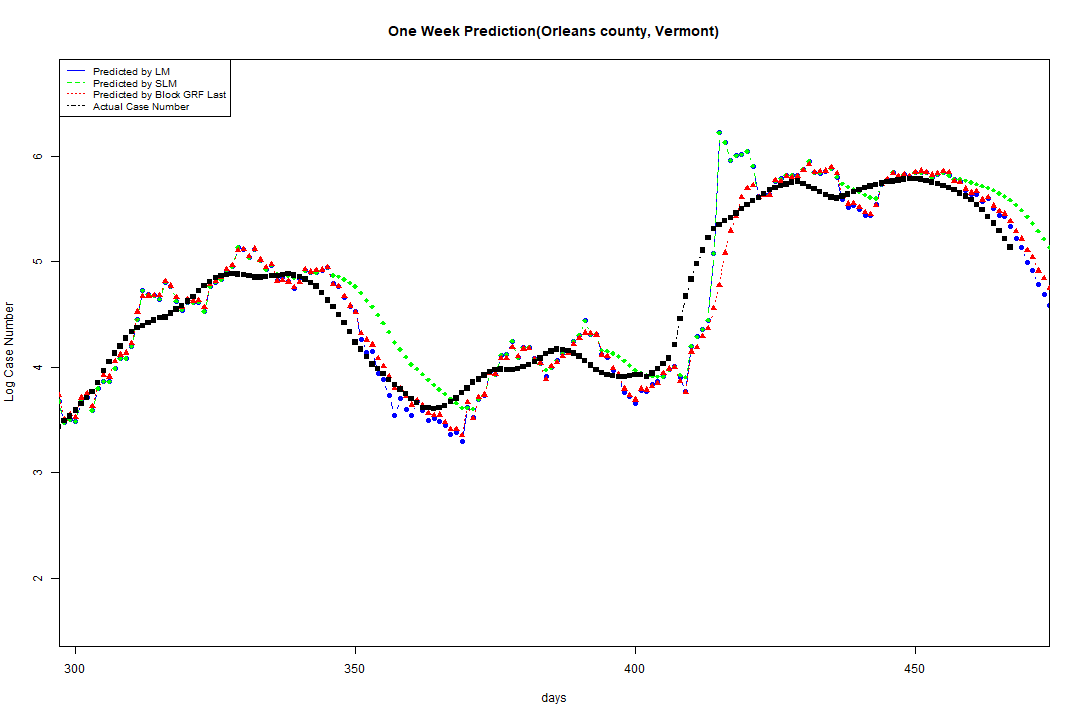 One Week Prediction(Orleans county, Vermont)
Predicted by LM
Predicted by SLM
Predicted by Block GRF Last
Actual Case Number
6
5
4
3
2
Log Case Number
300 350 400 450
days